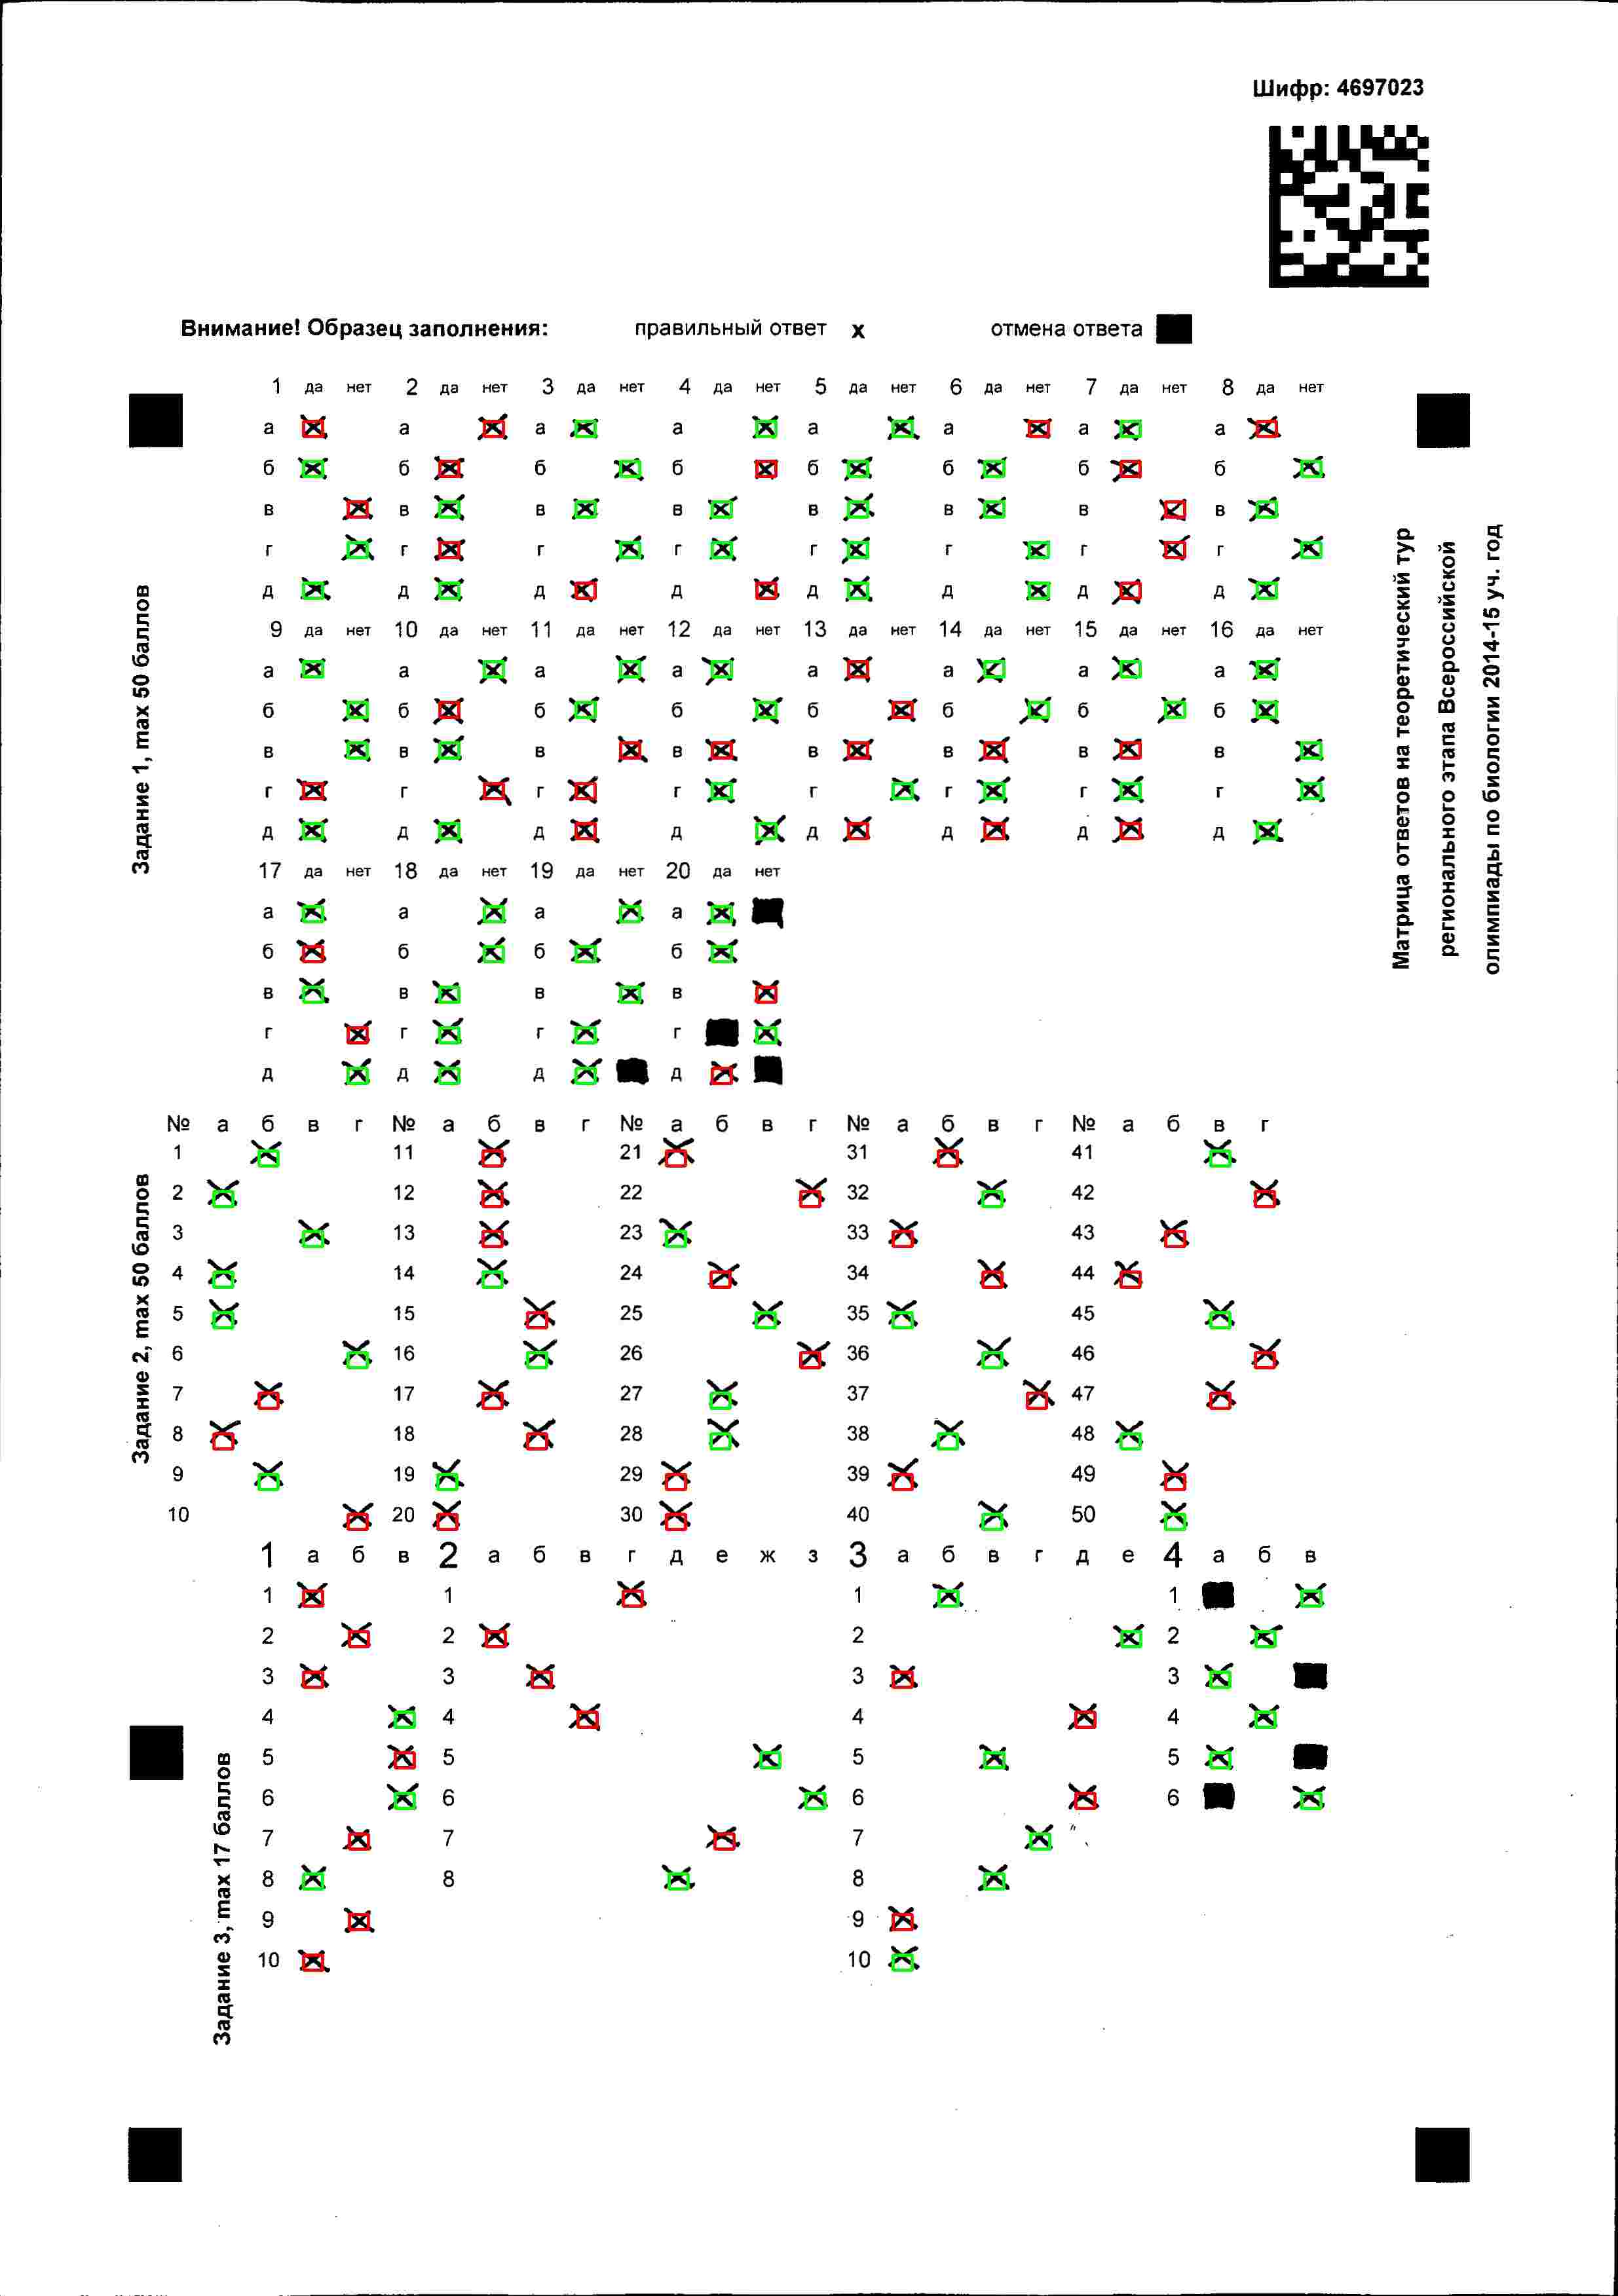 Шифр: 4697023
Внимание! Образец заполнения: правильный ответ х отмена ответа
Задание 1, max 50 баллов
1 да нет 2 да нет 3 да нет 4 да нет 5 да нет 6 да нет 7 да нет 8 да нет
а а а а а а а а
б б б б б б б б
в в в в в в в в
г г г г г г г г
д д д д д д д д
9 да нет 10 да нет 11 да нет 12 да нет 13 да нет 14 да нет 15 да нет 16 да нет
а а а а а а а а
б б б б б б б б
в в в в в в в в
г г г г г г г г
д д д д д д д д
17 да нет 18 да нет 19 да нет 20 да нет
а а а а
б б б б
в в в в
г г г г
д д д д
Матрица ответов на теоретический тур
регионального этапа Всероссийской
олимпиады по биологии 2014-15 уч. год
Задание 2, max 50 баллов
№ а б в г № а б в г № а б в г № а б в г № а б в г
1 11 21 31 41
2 12 22 32 42
3 13 23 33 43
4 14 24 34 44
5 15 25 35 45
6 16 26 36 46
7 17 27 37 47
8 18 28 38 48
9 19 29 39 49
10 20 30 40 50
Задание 3, max 17 баллов
1 а б в 2 а б в г д е ж з 3 а б в г д е 4 а б в
1 1 1 1
2 2 2 2
3 3 3 3
4 4 4 4
5 5 5 5
6 6 6 6
7 7 7
8 8 8
9 9
10 10